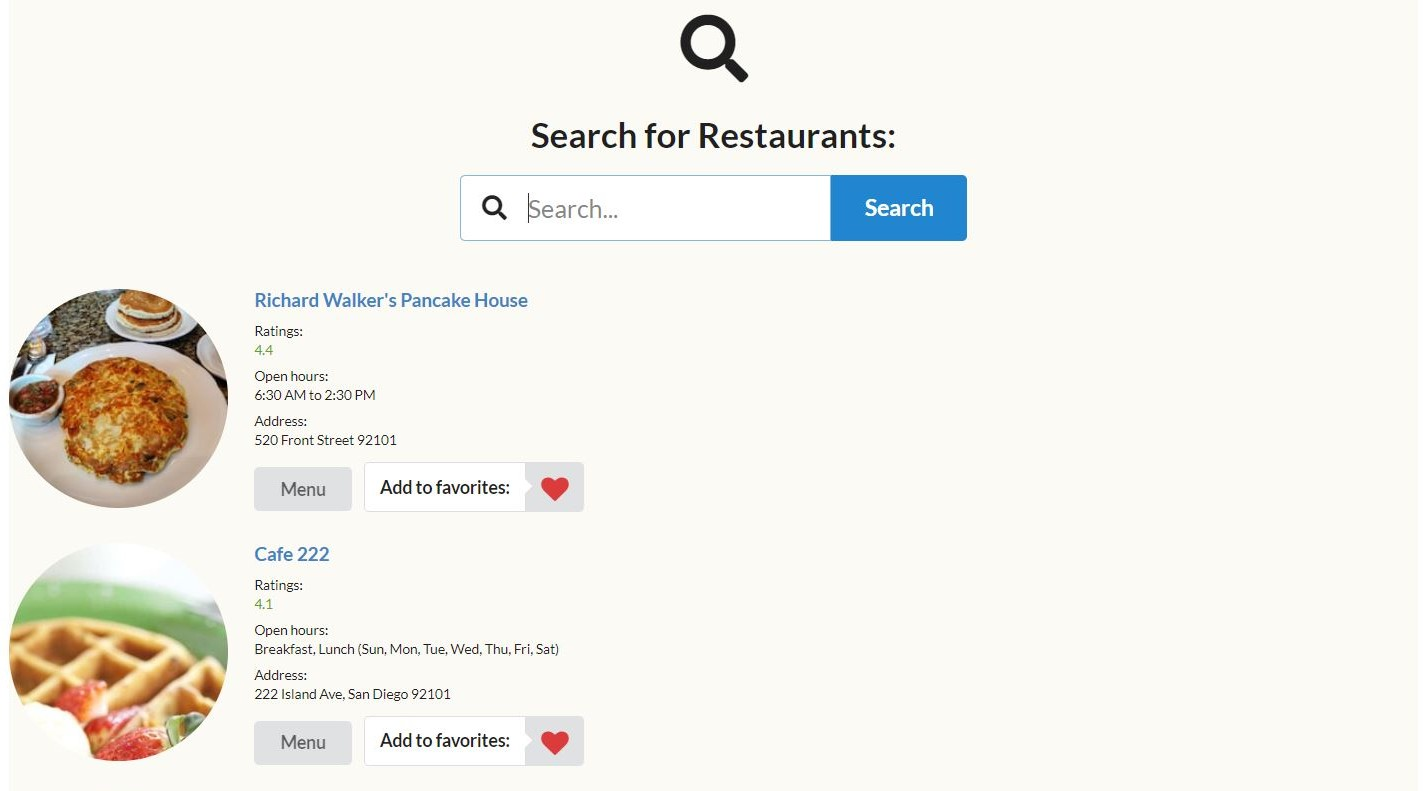 Search for Restaurants:
Search...
Search
Richard Walker's Pancake House
Ratings:
4.4
Open hours:
6:30 AM to 2:30 PM
Address:
520 Front Street 92101
Menu
Add to favorites:
Cafe 222
Ratings:
4.1
Open hours:
Breakfast, Lunch (Sun, Mon, Tue, Wed, Thu, Fri, Sat)
Address:
222 Island Ave, San Diego 92101
Menu
Add to favorites: